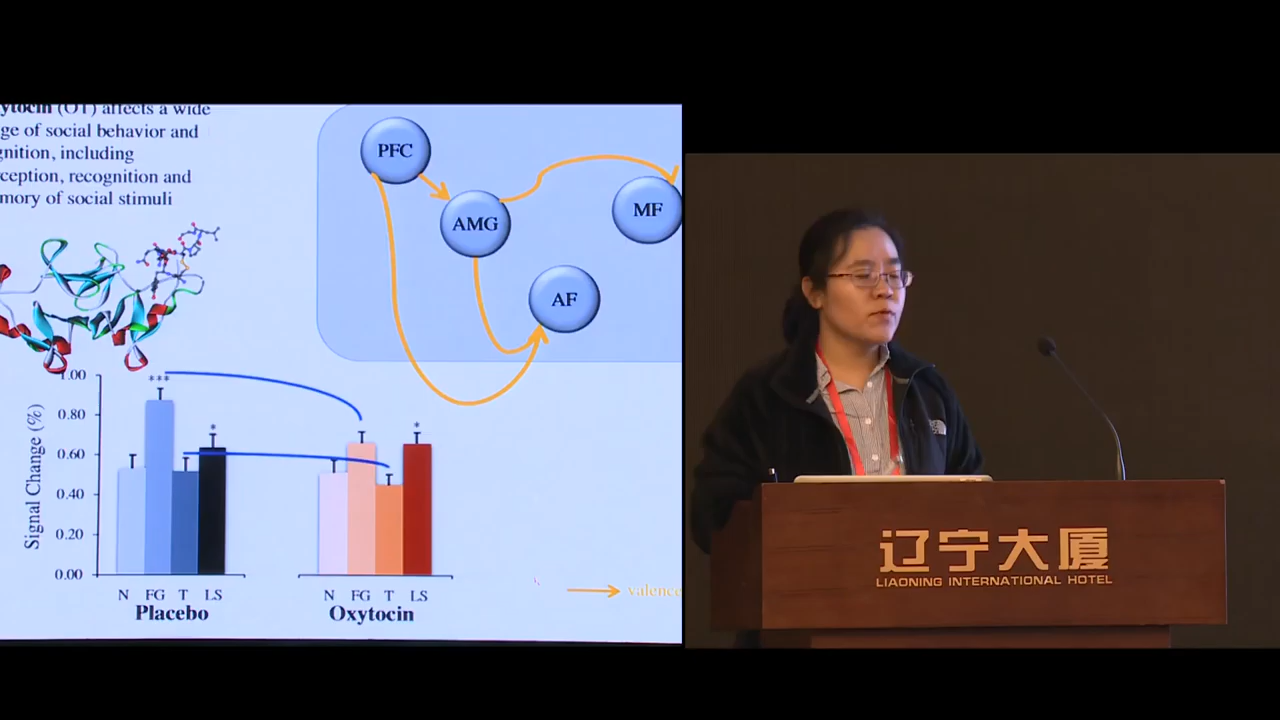 ytocin (OT) affects a wide
ge of social behavior and
gnition, including
ception, recognition and
mory of social stimuli
PFC
AMG
MF
AF
1.00
0.80
0.60
0.40
0.20
0.00
Signal Change (%)
***
*
*
N FG T LS
Placebo
N FG T LS
Oxytocin
valence
辽宁大厦
LIAONING INTERNATIONAL HOTEL